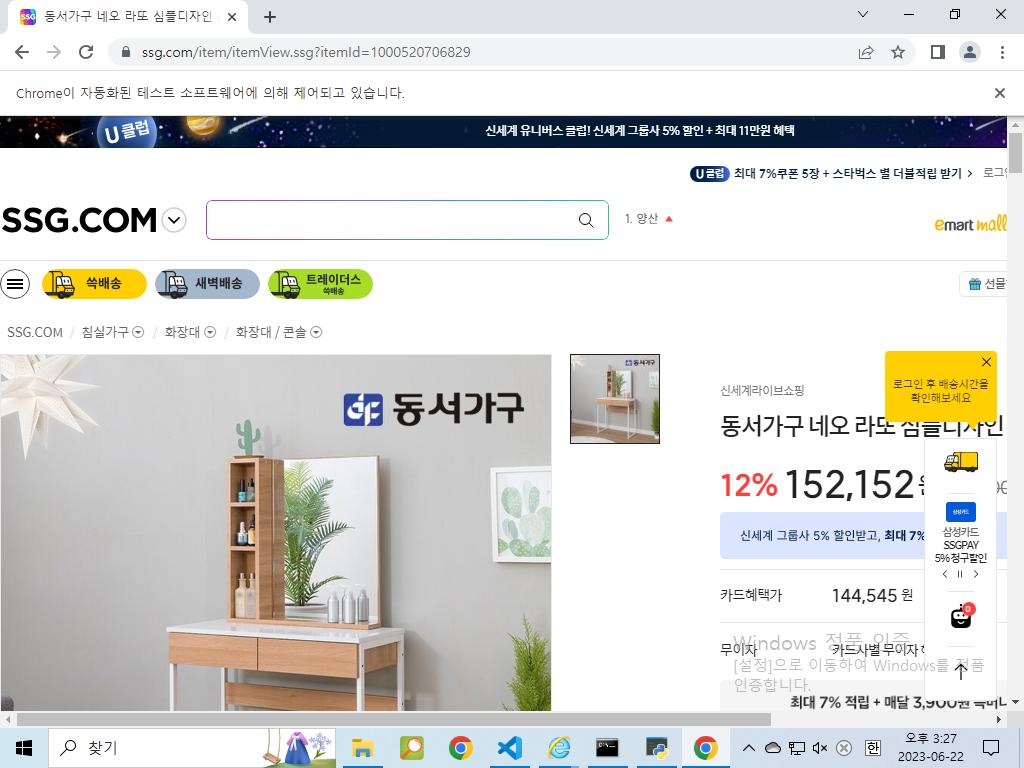 동서가구 네오 라또 심플디자인
ssg.com/item/itemView.ssg?itemId=1000520706829
Chrome이 자동화된 테스트 소프트웨어에 의해 제어되고 있습니다.
U 클럽
신세계 유니버스 클럽! 신세계 그룹사 5% 할인 + 최대 11만원 혜택
U 클럽 최대 7%쿠폰 5장 + 스타벅스 별 더블적립 받기 >
SSG.COM
1. 양산
emart mall
쓱배송
새벽배송
트레이더스
쓱배송
선물
SSG.COM / 침실가구 / 화장대 / 화장대 / 콘솔
동서가구
동서가구
신세계라이브쇼핑
로그인 후 배송시간을
확인해보세요
동서가구 네오 라또 심플디자인
12% 152,152
신세계 그룹사 5% 할인받고, 최대 7%
삼성카드
삼성카드
SSGPAY
5% 청구할인
카드혜택가 144,545 원
0
무이자 카드사별 무이자
Windows 정품 인증
[설정]으로 이동하여 Windows를 정품
인증합니다.
최대 7% 적립 + 매달 3,900원
찾기
한
오후 3:27
2023-06-22